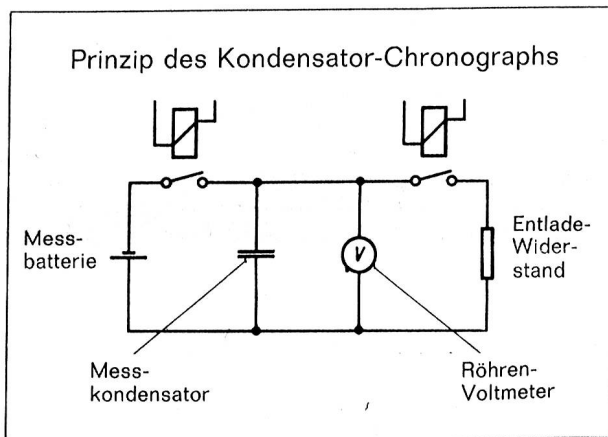 Prinzip des Kondensator-Chronographs
Mess-
batterie
V
Entlade-
Wider-
stand
Mess-
kondensator
Röhren-
Voltmeter